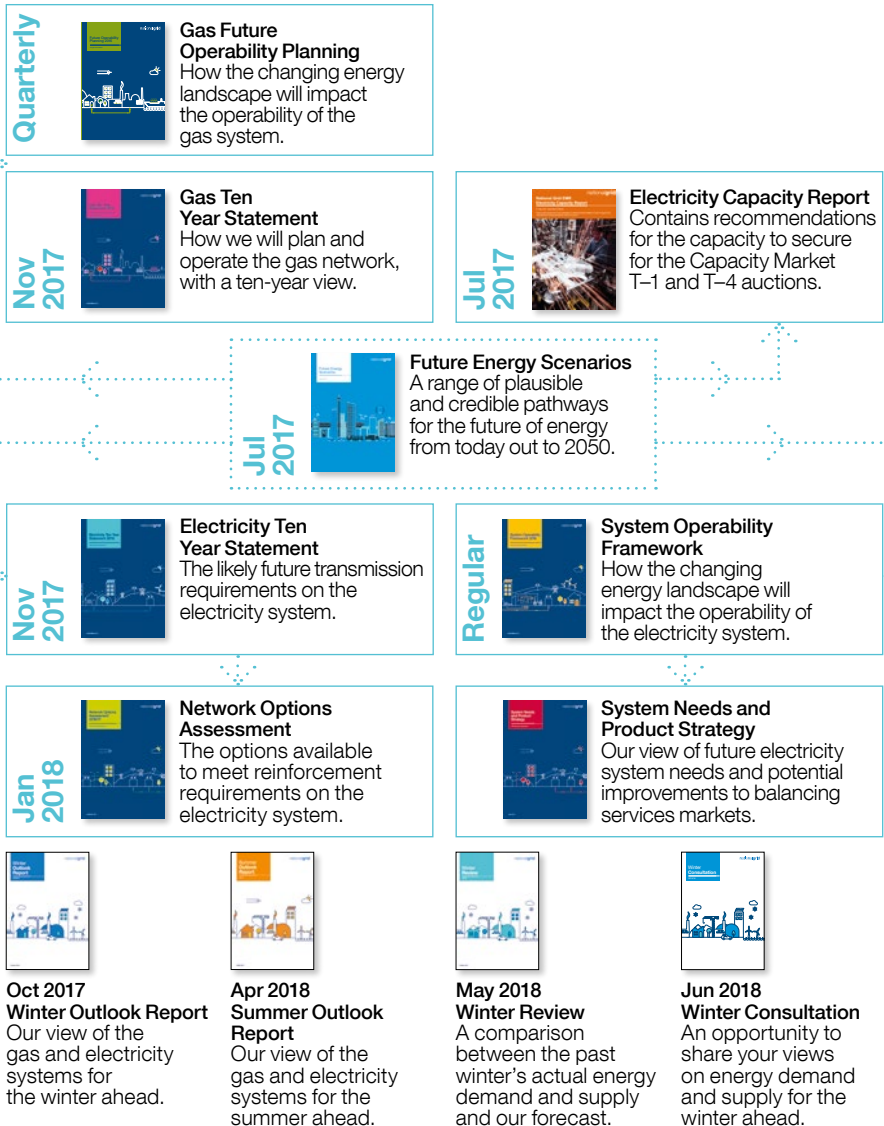 Quarterly
Gas Future
Operability Planning
How the changing energy
landscape will impact
the operability of the
gas system.
Nov
2017
Gas Ten
Year Statement
How we will plan and
operate the gas network,
with a ten-year view.
Jul
2017
Electricity Capacity Report
Contains recommendations
for the capacity to secure
for the Capacity Market
T–1 and T–4 auctions.
Jul
2017
Future Energy Scenarios
A range of plausible
and credible pathways
for the future of energy
from today out to 2050.
Nov
2017
Electricity Ten
Year Statement
The likely future transmission
requirements on the
electricity system.
Regular
System Operability
Framework
How the changing
energy landscape will
impact the operability of
the electricity system.
Jan
2018
Network Options
Assessment
The options available
to meet reinforcement
requirements on the
electricity system.
System Needs and
Product Strategy
Our view of future electricity
system needs and potential
improvements to balancing
services markets.
Winter
Outlook
Report
Oct 2017
Winter Outlook Report
Our view of the
gas and electricity
systems for
the winter ahead.
Summer
Outlook
Report
Apr 2018
Summer Outlook
Report
Our view of the
gas and electricity
systems for the
summer ahead.
Winter
Review
May 2018
Winter Review
A comparison
between the past
winter's actual energy
demand and supply
and our forecast.
Winter
Consultation
Jun 2018
Winter Consultation
An opportunity to
share your views
on energy demand
and supply for the
winter ahead.